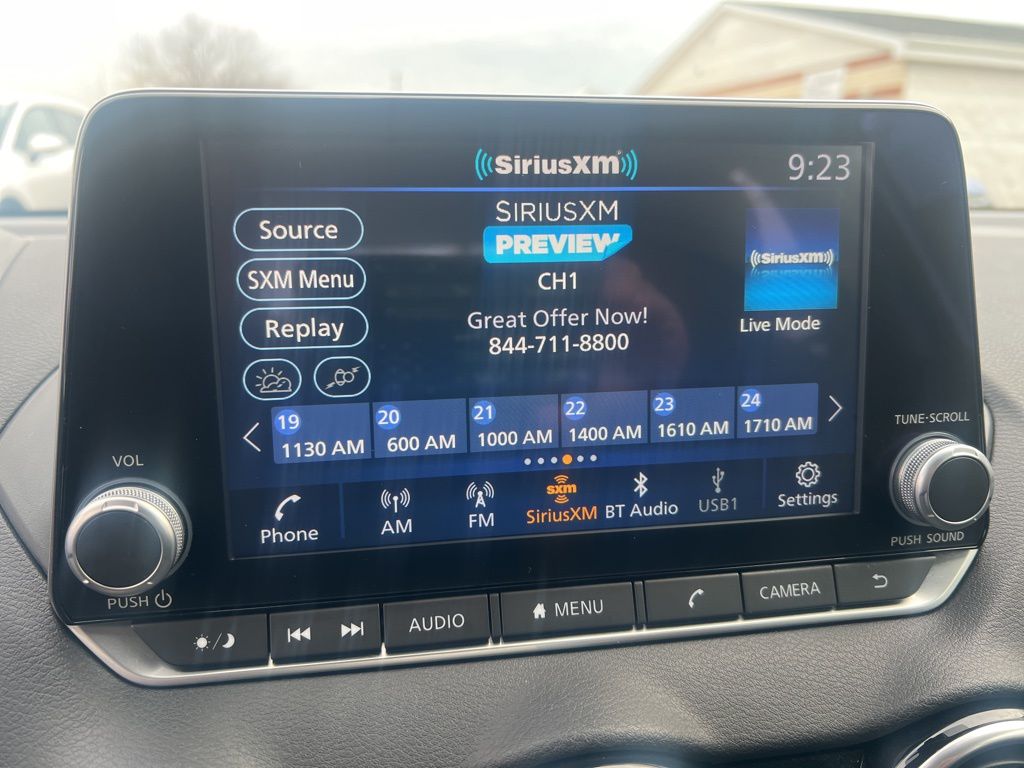 ((SiriusXM))
9:23
Source
SIRIUSXM
PREVIEW
((SiriusXM))
SXM Menu
CH1
Replay
Great Offer Now!
Live Mode
844-711-8800
19
1130 AM
20
600 AM
21
1000 AM
22
1400 AM
23
1610 AM
24
1710 AM
TUNE·SCROLL
VOL
Phone
AM
FM
sxm
SiriusXM
BT Audio
USB1
Settings
PUSH
PUSH SOUND
AUDIO
MENU
CAMERA